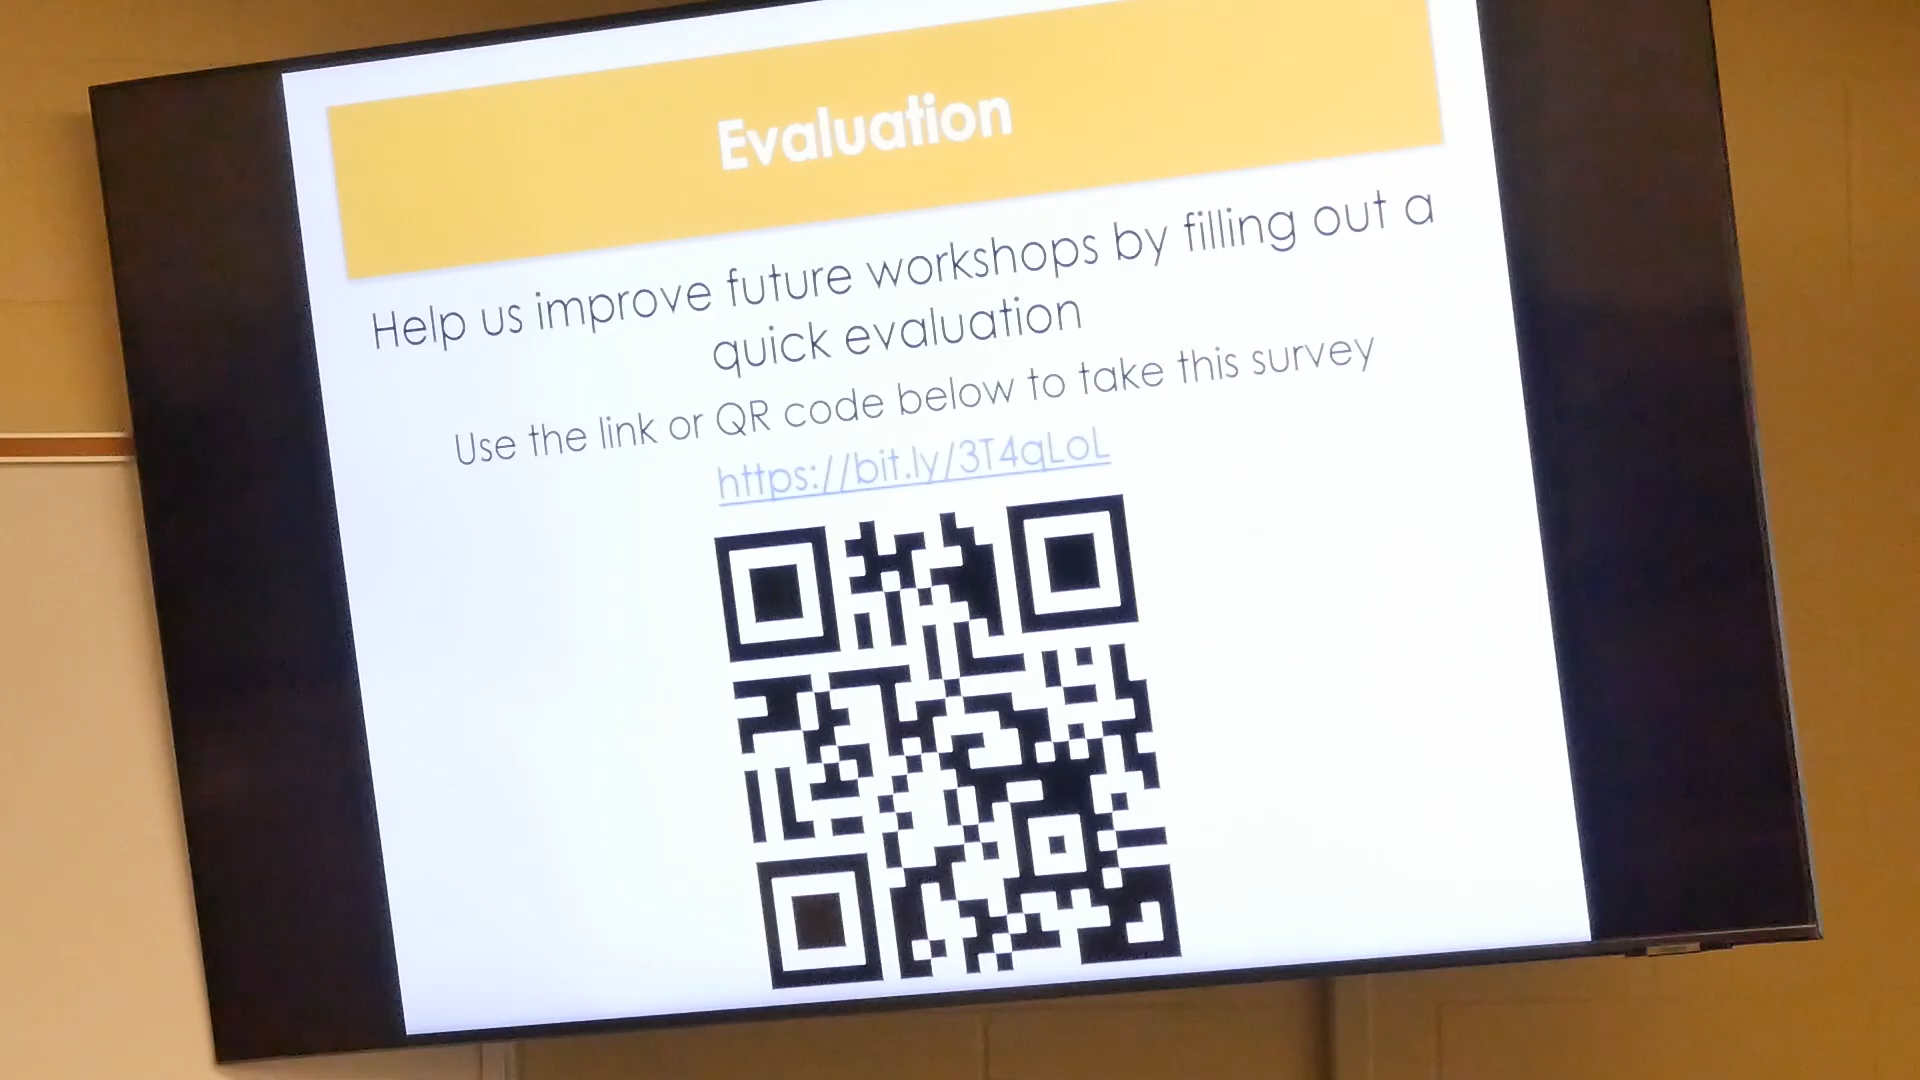 Evaluation
Help us improve future workshops by filling out a
quick evaluation
Use the link or QR code below to take this survey
https://bit.ly/3T4qLoL